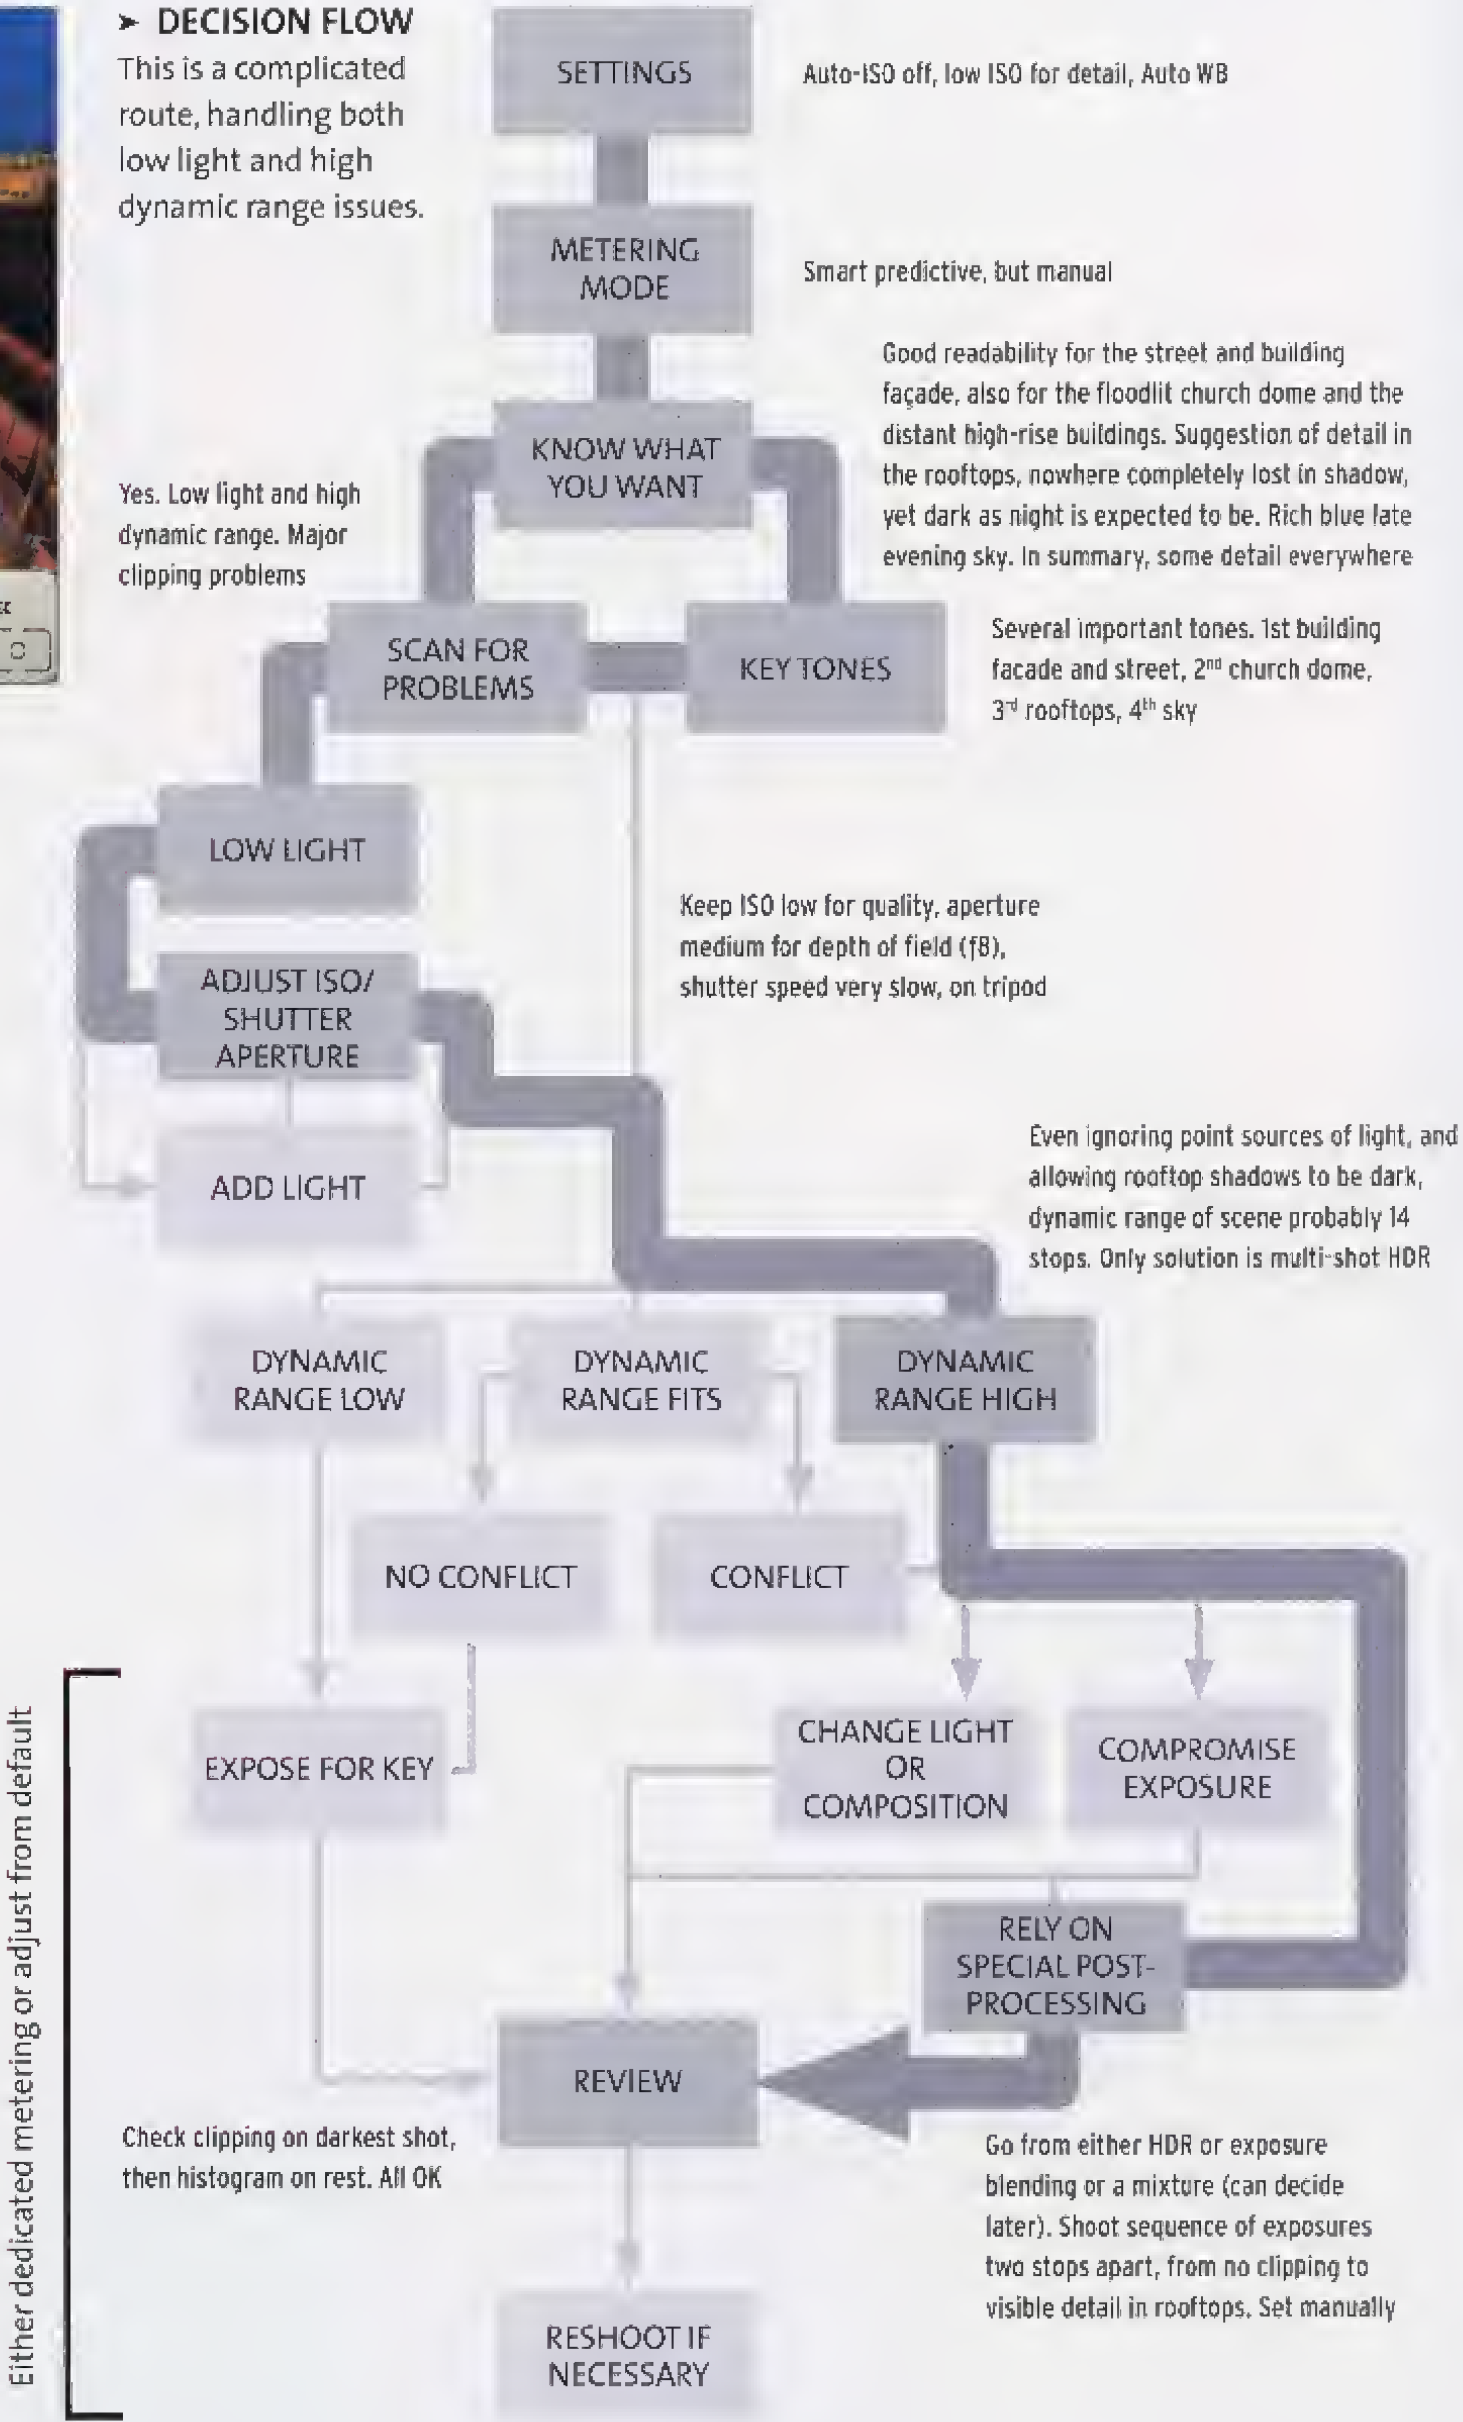 ➤ DECISION FLOW
This is a complicated
route, handling both
low light and high
dynamic range issues.
SETTINGS
Auto-ISO off, low ISO for detail, Auto WB
METERING
MODE
Smart predictive, but manual
KNOW WHAT
YOU WANT
Good readability for the street and building
façade, also for the floodlit church dome and the
distant high-rise buildings. Suggestion of detail in
the rooftops, nowhere completely lost in shadow,
yet dark as night is expected to be. Rich blue late
evening sky. In summary, some detail everywhere
Yes. Low light and high
dynamic range. Major
clipping problems
SCAN FOR
PROBLEMS
KEY TONES
Several important tones. 1st building
facade and street, 2nd church dome,
3rd rooftops, 4th sky
LOW LIGHT
ADJUST ISO/
SHUTTER
APERTURE
Keep ISO low for quality, aperture
medium for depth of field (f8),
shutter speed very slow, on tripod
ADD LIGHT
Even ignoring point sources of light, and
allowing rooftop shadows to be dark,
dynamic range of scene probably 14
stops. Only solution is multi-shot HDR
DYNAMIC
RANGE LOW
DYNAMIC
RANGE FITS
DYNAMIC
RANGE HIGH
NO CONFLICT
CONFLICT
EXPOSE FOR KEY
CHANGE LIGHT
OR
COMPOSITION
COMPROMISE
EXPOSURE
RELY ON
SPECIAL POST-
PROCESSING
REVIEW
Check clipping on darkest shot,
then histogram on rest. All OK
Go from either HDR or exposure
blending or a mixture (can decide
later). Shoot sequence of exposures
two stops apart, from no clipping to
visible detail in rooftops. Set manually
RESHOOT IF
NECESSARY
Either dedicated metering or adjust from default